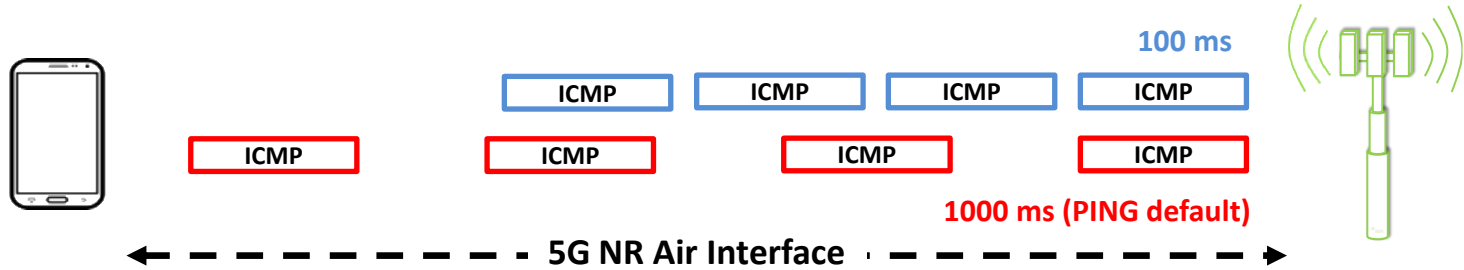 100 ms
ICMP ICMP ICMP ICMP
ICMP ICMP ICMP ICMP
1000 ms (PING default)
5G NR Air Interface